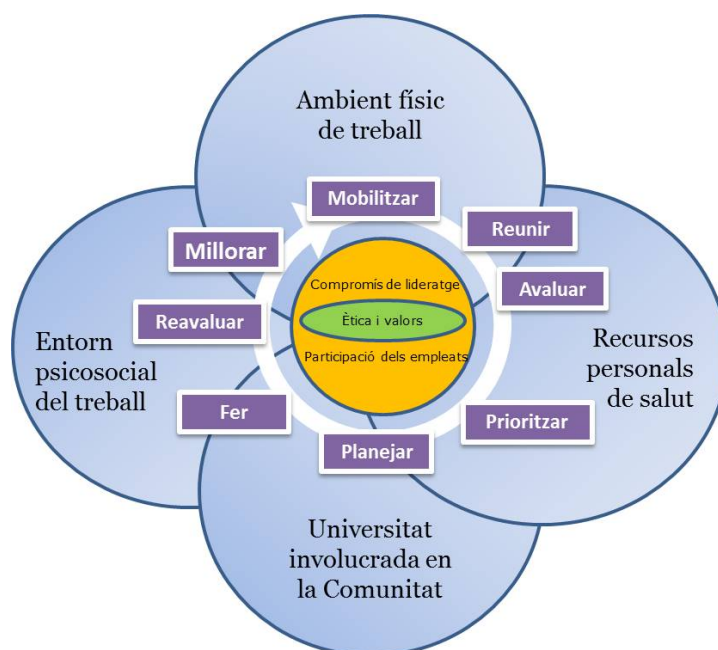 Ambient físic
de treball
Mobilitzar
Reunir
Millorar
Avaluar
Compromís de lideratge
Reavaluar
Ètica i valors
Entorn
psicosocial
del treball
Recursos
personals
de salut
Participació dels empleats
Fer
Prioritzar
Planejar
Universitat
involucrada en
la Comunitat